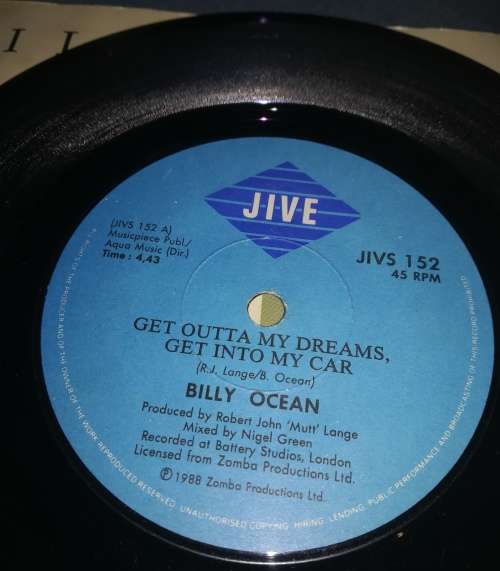 I L
JIVE
(JIVS 152 A)
Musicpiece Publ./
Aqua Music (Dir.)
Time : 4,43
JIVS 152
45 RPM
GET OUTTA MY DREAMS,
GET INTO MY CAR
(R.J. Lange/B. Ocean)
BILLY OCEAN
Produced by Robert John 'Mutt' Lange
Mixed by Nigel Green
Recorded at Battery Studios, London
Licensed from Zomba Productions Ltd.
℗ 1988 Zomba Productions Ltd.
ALL RIGHTS OF THE PRODUCER AND OF THE OWNER OF THE WORK REPRODUCED RESERVED UNAUTHORISED COPYING, HIRING, LENDING, PUBLIC PERFORMANCE AND BROADCASTING OF THIS RECORD PROHIBITED